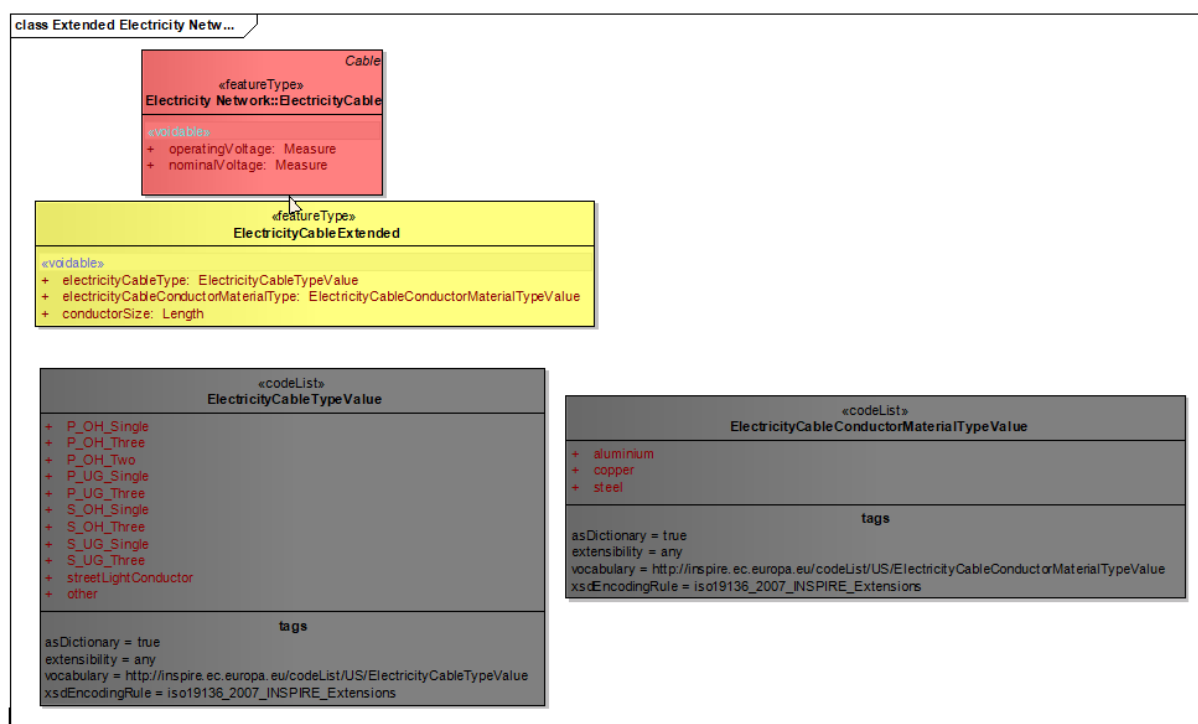 class Extended Electricity Netw...
Cable
«featureType»
Electricity Network::ElectricityCable
«voidable»
+ operatingVoltage: Measure
+ nominalVoltage: Measure
«featureType»
ElectricityCableExtended
«voidable»
+ electricityCableType: ElectricityCableTypeValue
+ electricityCableConductorMaterialType: ElectricityCableConductorMaterialTypeValue
+ conductorSize: Length
«codeList»
ElectricityCableTypeValue
+ P_OH_Single
+ P_OH_Three
+ P_OH_Two
+ P_UG_Single
+ P_UG_Three
+ S_OH_Single
+ S_OH_Three
+ S_UG_Single
+ S_UG_Three
+ streetLightConductor
+ other
tags
asDictionary = true
extensibility = any
vocabulary = http://inspire.ec.europa.eu/codeList/US/ElectricityCableTypeValue
xsdEncodingRule = iso19136_2007_INSPIRE_Extensions
«codeList»
ElectricityCableConductorMaterialTypeValue
+ aluminium
+ copper
+ steel
tags
asDictionary = true
extensibility = any
vocabulary = http://inspire.ec.europa.eu/codeList/US/ElectricityCableConductorMaterialTypeValue
xsdEncodingRule = iso19136_2007_INSPIRE_Extensions